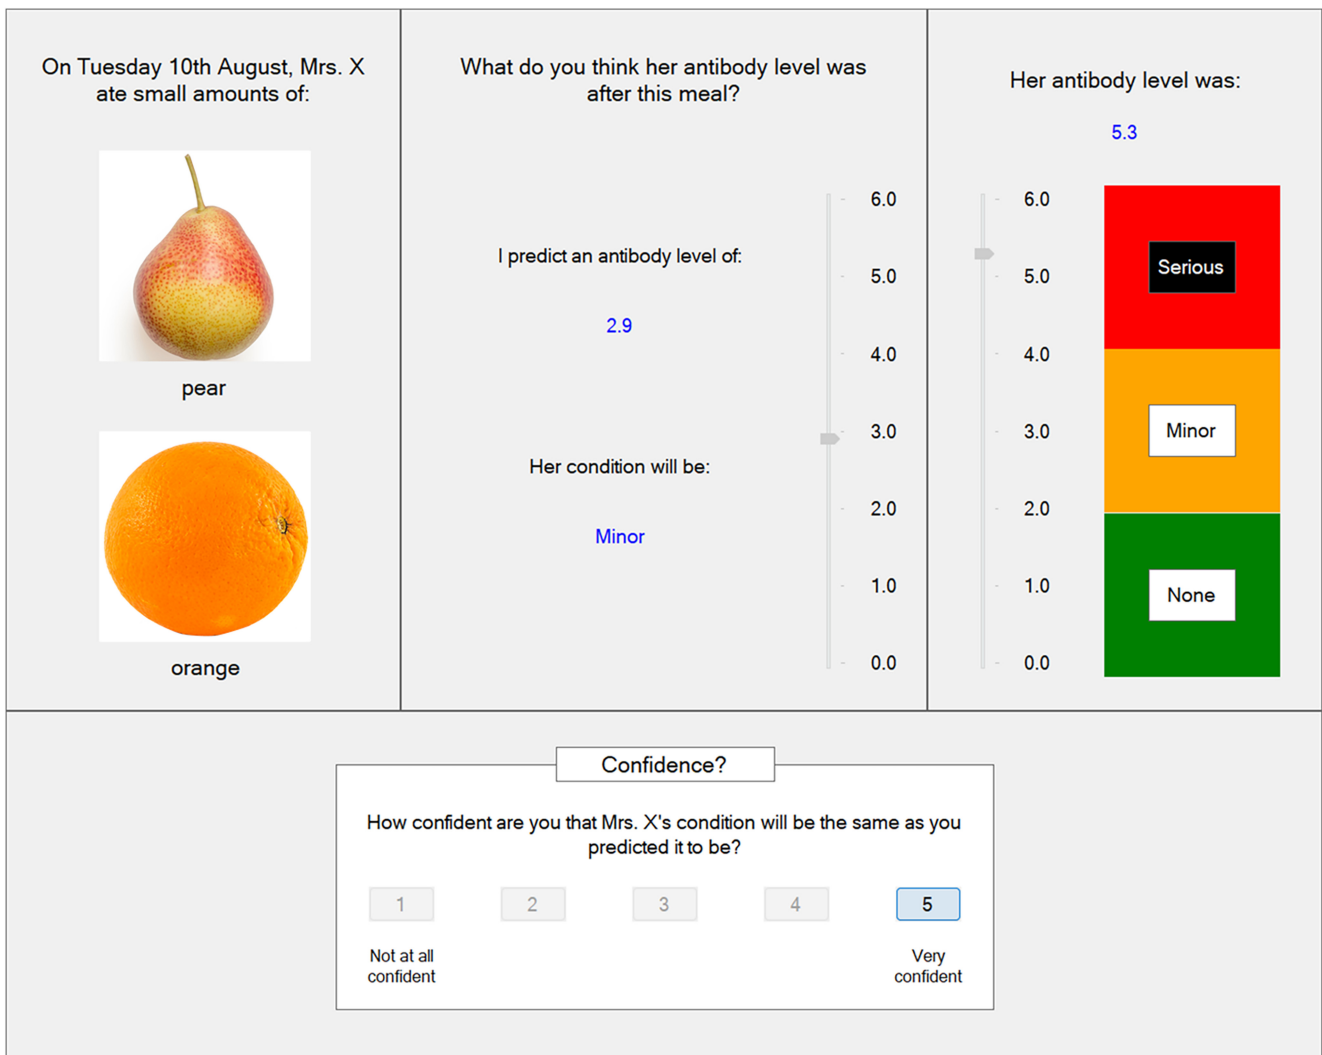 On Tuesday 10th August, Mrs. X
ate small amounts of:
pear
orange
What do you think her antibody level was
after this meal?
I predict an antibody level of:
2.9
Her condition will be:
Minor
6.0
5.0
4.0
3.0
2.0
1.0
0.0
Her antibody level was:
5.3
6.0
5.0
4.0
3.0
2.0
1.0
0.0
Serious
Minor
None
Confidence?
How confident are you that Mrs. X's condition will be the same as you
predicted it to be?
1
2
3
4
5
Not at all
confident
Very
confident